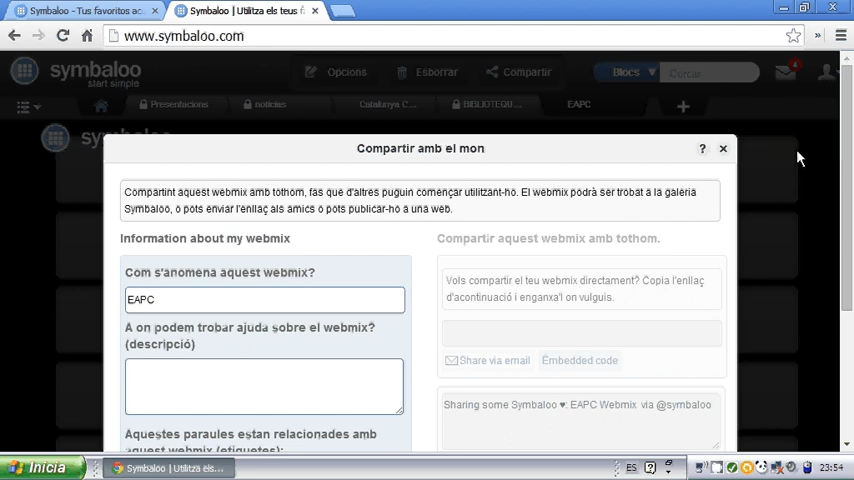 Symbaloo - Tus favoritos ac
Symbaloo | Utilitza els teus f
www.symbaloo.com
symbaloo
start simple
Opcions
Esborrar
Compartir
Blocs
Cercar
4
Presentacions
noticies
Catalunya C...
BIBLIOTEQU...
EAPC
Compartir amb el mon
?
Compartint aquest webmix amb tothom, fas que d'altres puguin començar utilitzant-ho. El webmix podrà ser trobat a la galeria
Symbaloo, o pots enviar l'enllaç als amics o pots publicar-ho a una web.
Information about my webmix
Compartir aquest webmix amb tothom.
Com s'anomena aquest webmix?
EAPC
A on podem trobar ajuda sobre el webmix?
(descripció)
Aquestes paraules estan relacionades amb
aquest webmix (etiquetes):
Vols compartir el teu webmix directament? Copia l'enllaç
d'acontinuació i enganxa'l on vulguis.
Share via email
Embedded code
Sharing some Symbaloo ♥: EAPC Webmix via @symbaloo
Inicia
Symbaloo | Utilitza els...
ES
23:54